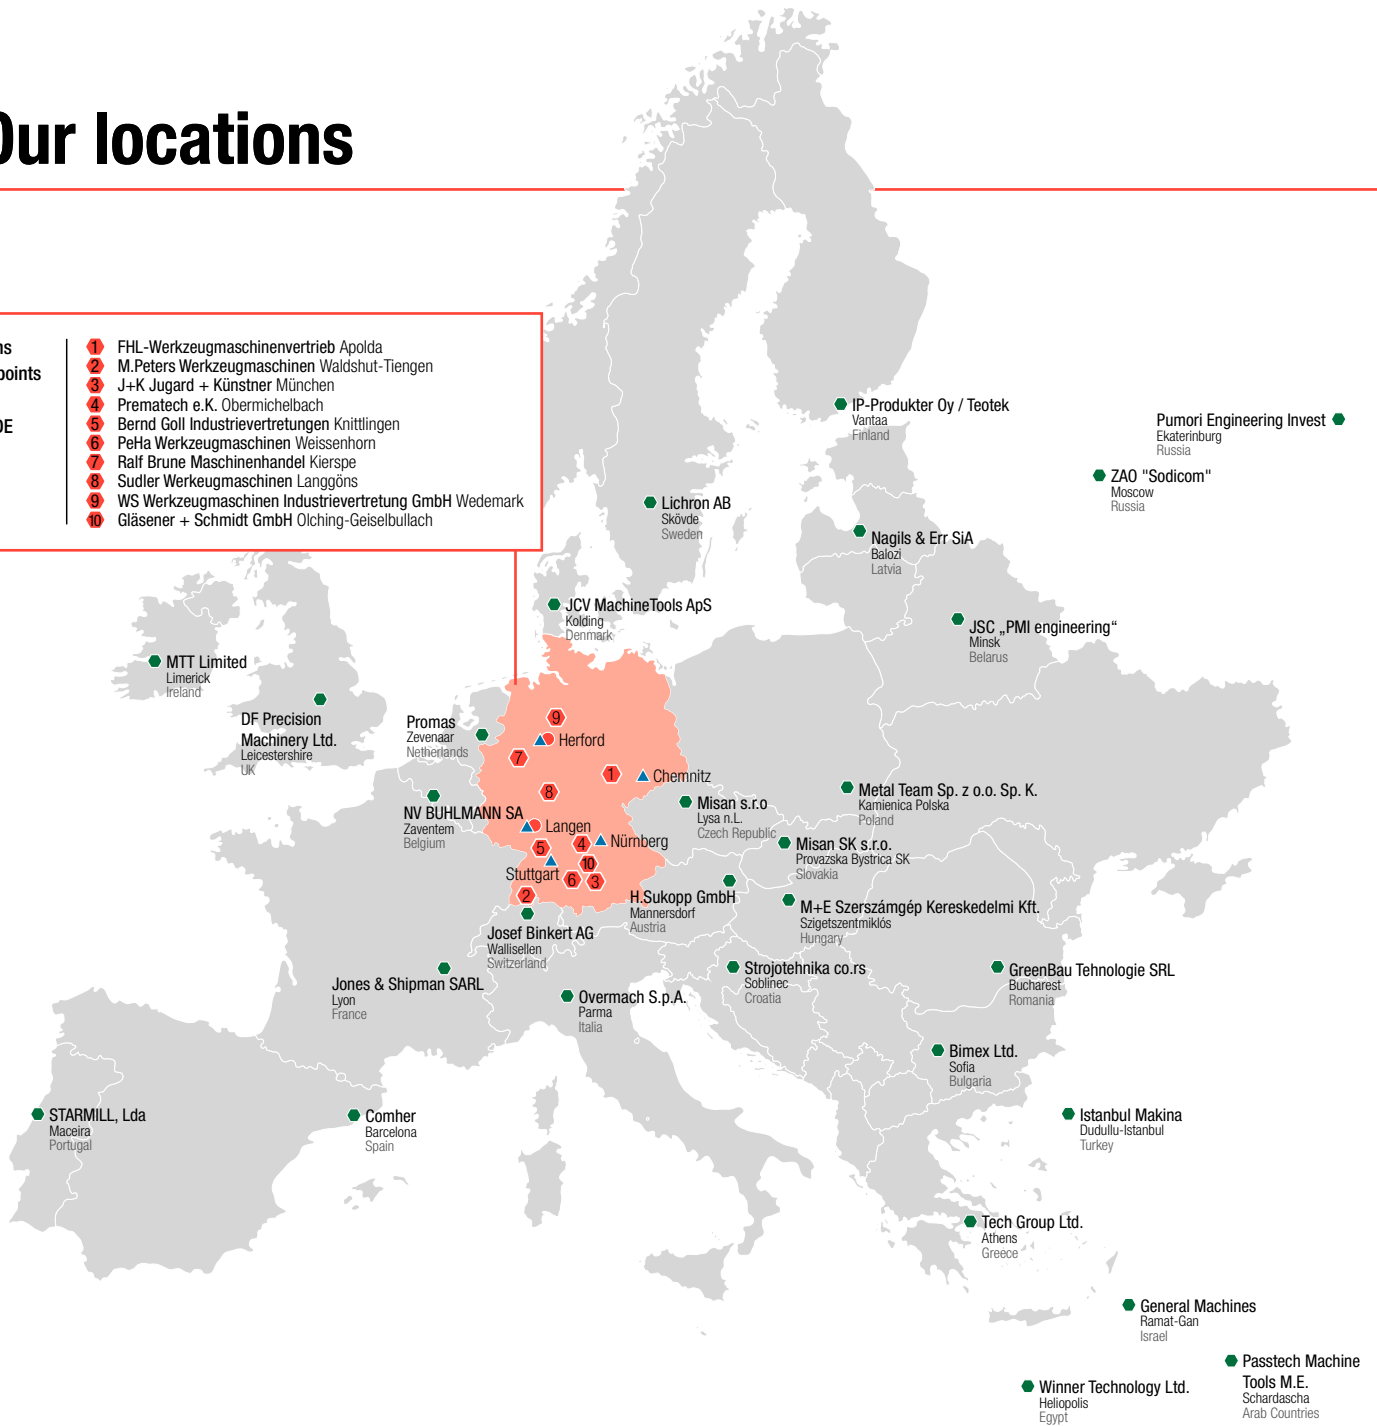 Our locations
ns
points
DE
1 FHL-Werkzeugmaschinenvertrieb Apolda
2 M.Peters Werkzeugmaschinen Waldshut-Tiengen
3 J+K Jugard + Künstner München
4 Prematech e.K. Obermichelbach
5 Bernd Goll Industrievertretungen Knittlingen
6 PeHa Werkzeugmaschinen Weissenhorn
7 Ralf Brune Maschinenhandel Kierspe
8 Sudler Werkeugmaschinen Langgöns
9 WS Werkzeugmaschinen Industrievertretung GmbH Wedemark
10 Gläsener + Schmidt GmbH Olching-Geiselbullach
IP-Produkter Oy / Teotek
Vantaa
Finland
Pumori Engineering Invest
Ekaterinburg
Russia
ZAO "Sodicom"
Moscow
Russia
Lichron AB
Skövde
Sweden
Nagils & Err SiA
Balozi
Latvia
JCV MachineTools ApS
Kolding
Denmark
JSC „PMI engineering“
Minsk
Belarus
MTT Limited
Limerick
Ireland
DF Precision
Machinery Ltd.
Leicestershire
UK
Promas
Zevenaar
Netherlands
9
Herford
7
1
Chemnitz
8
NV BUHLMANN SA
Zaventem
Belgium
Langen
Nürnberg
5
4
10
Stuttgart
6
3
2
Misan s.r.o
Lysa n.L.
Czech Republic
Metal Team Sp. z o.o. Sp. K.
Kamienica Polska
Poland
Misan SK s.r.o.
Provazska Bystrica SK
Slovakia
H.Sukopp GmbH
Mannersdorf
Austria
M+E Szerszámgép Kereskedelmi Kft.
Szigetszentmiklós
Hungary
Josef Binkert AG
Wallisellen
Switzerland
Jones & Shipman SARL
Lyon
France
Strojotehnika co.rs
Soblinec
Croatia
GreenBau Tehnologie SRL
Bucharest
Romania
Overmach S.p.A.
Parma
Italia
Bimex Ltd.
Sofia
Bulgaria
STARMILL, Lda
Maceira
Portugal
Comher
Barcelona
Spain
Istanbul Makina
Dudullu-Istanbul
Turkey
Tech Group Ltd.
Athens
Greece
General Machines
Ramat-Gan
Israel
Passtech Machine
Tools M.E.
Schardascha
Arab Countries
Winner Technology Ltd.
Heliopolis
Egypt